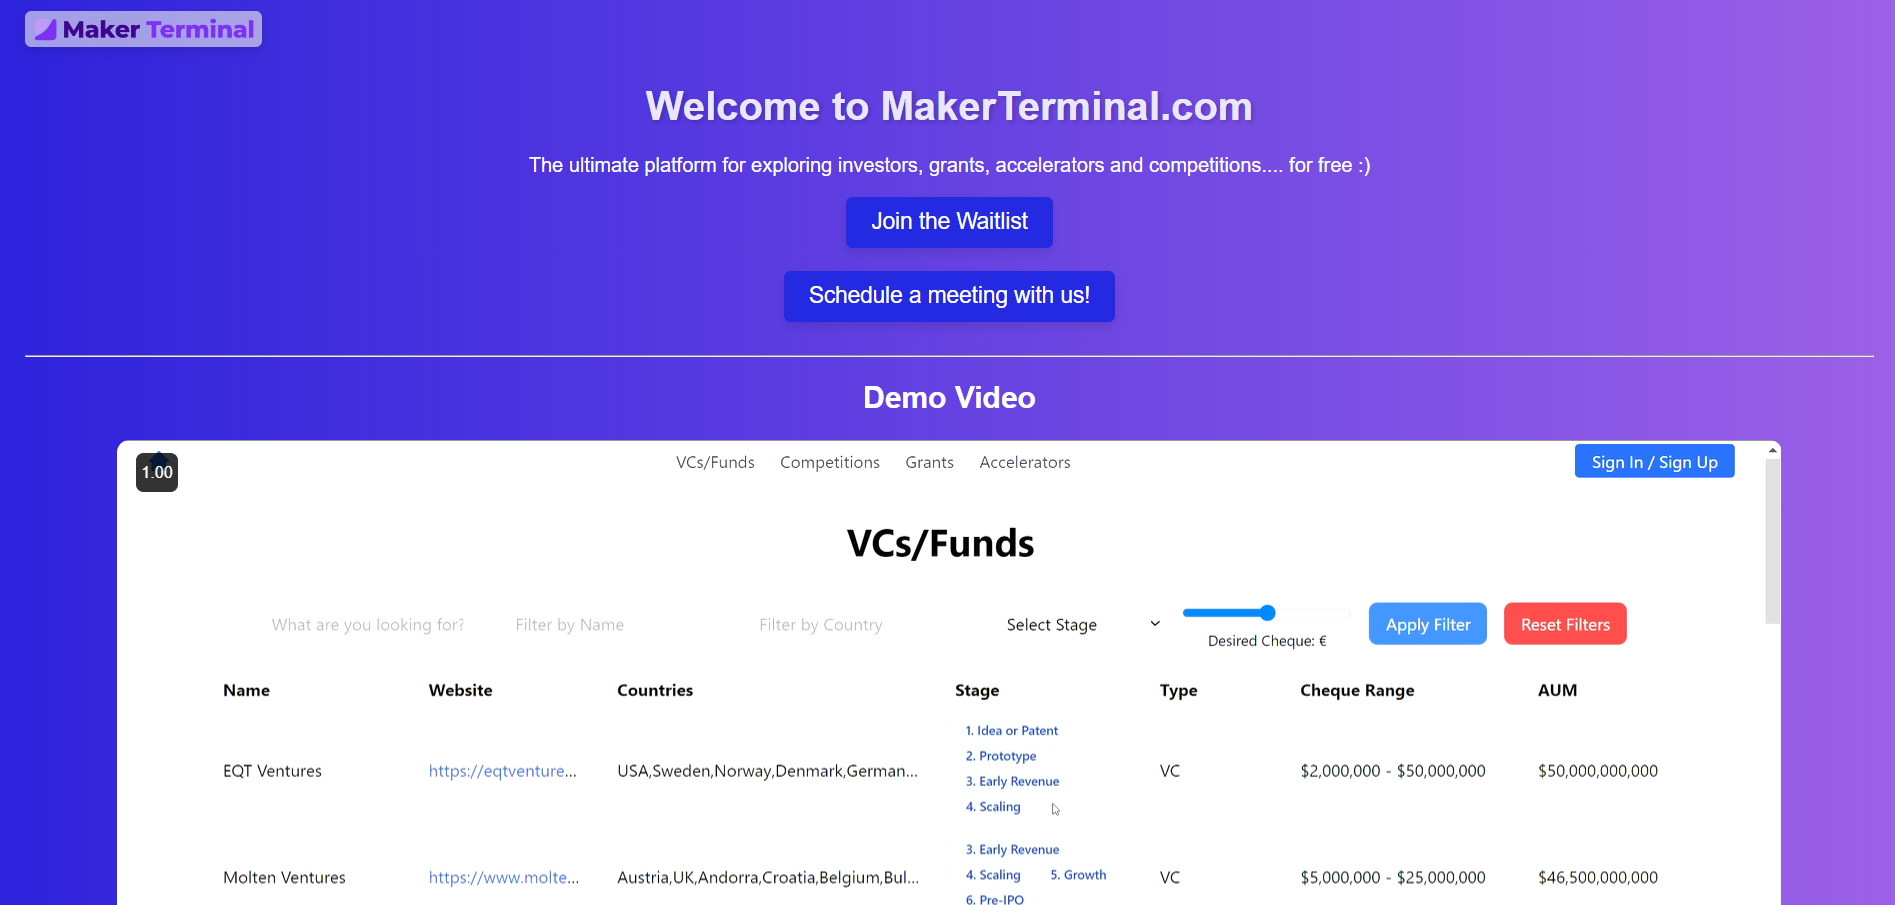 Maker Terminal
Welcome to MakerTerminal.com
The ultimate platform for exploring investors, grants, accelerators and competitions.... for free :)
Join the Waitlist
Schedule a meeting with us!
Demo Video
1.00
VCs/Funds Competitions Grants Accelerators
Sign In / Sign Up
VCs/Funds
What are you looking for? Filter by Name Filter by Country Select Stage Desired Cheque: € Apply Filter Reset Filters
Name Website Countries Stage Type Cheque Range AUM
1. Idea or Patent
2. Prototype
EQT Ventures https://eqtventure... USA,Sweden,Norway,Denmark,German... VC $2,000,000 - $50,000,000 $50,000,000,000
3. Early Revenue
4. Scaling
3. Early Revenue
4. Scaling 5. Growth
Molten Ventures https://www.molte... Austria,UK,Andorra,Croatia,Belgium,Bul... VC $5,000,000 - $25,000,000 $46,500,000,000
6. Pre-IPO